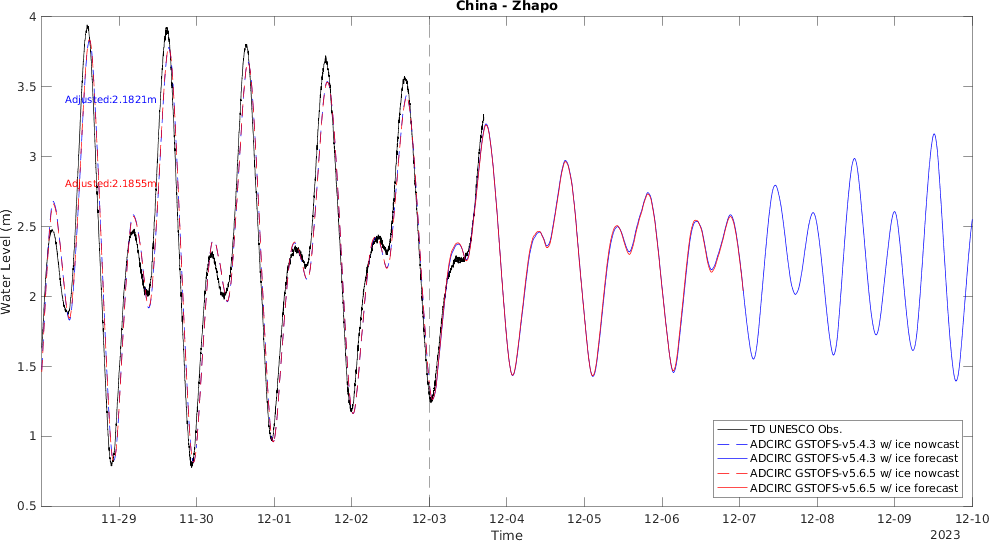 China - Zhapo
4
3.5
3
2.5
2
1.5
1
0.5
Water Level (m)
Adjusted:2.1821m
Adjusted:2.1855m
TD UNESCO Obs.
ADCIRC GSTOFS-v5.4.3 w/ ice nowcast
ADCIRC GSTOFS-v5.4.3 w/ ice forecast
ADCIRC GSTOFS-v5.6.5 w/ ice nowcast
ADCIRC GSTOFS-v5.6.5 w/ ice forecast
11-29 11-30 12-01 12-02 12-03 12-04 12-05 12-06 12-07 12-08 12-09 12-10
Time
2023